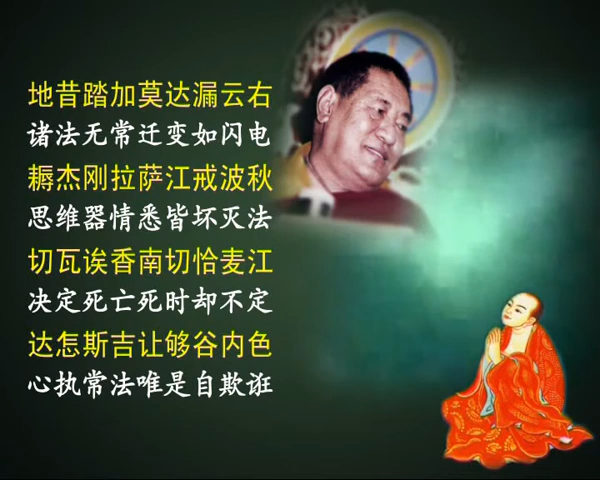 地昔踏加莫达漏云右
诸法无常迁变如闪电
耨杰刚拉萨江戒波秋
思维器情悉皆坏灭法
切瓦诶香南切恰麦江
决定死亡死时却不定
达怎斯吉让够谷内色
心执常法唯是自欺诳